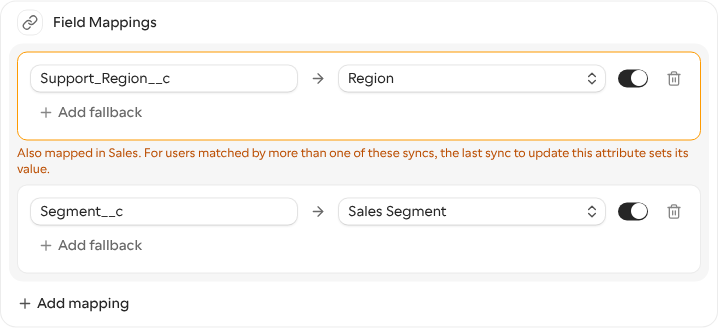 Field Mappings
Support_Region__c
Region
+ Add fallback
Also mapped in Sales. For users matched by more than one of these syncs, the last sync to update this attribute sets its
value.
Segment__c
Sales Segment
+ Add fallback
+ Add mapping